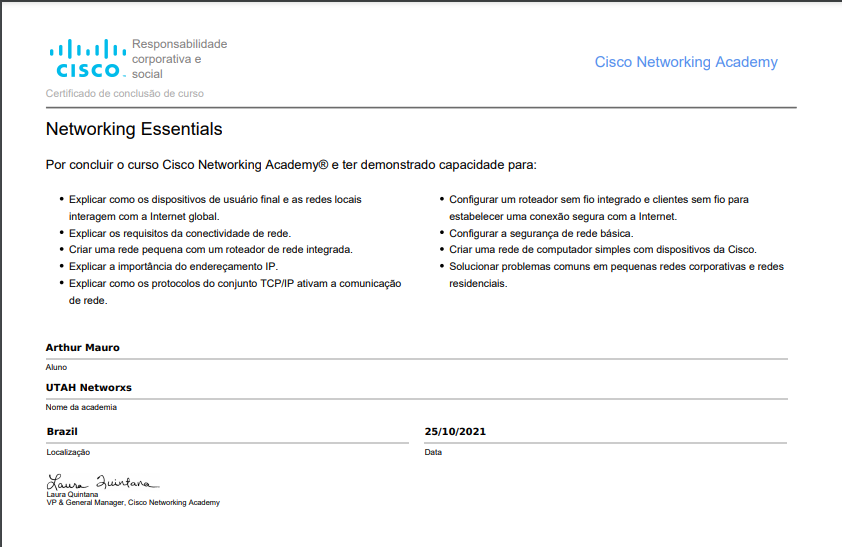 Responsabilidade
corporativa e
social
CISCO
Cisco Networking Academy
Certificado de conclusão de curso
Networking Essentials
Por concluir o curso Cisco Networking Academy® e ter demonstrado capacidade para:
• Explicar como os dispositivos de usuário final e as redes locais
interagem com a Internet global.
• Explicar os requisitos da conectividade de rede.
• Criar uma rede pequena com um roteador de rede integrada.
• Explicar a importância do endereçamento IP.
• Explicar como os protocolos do conjunto TCP/IP ativam a comunicação
de rede.
• Configurar um roteador sem fio integrado e clientes sem fio para
estabelecer uma conexão segura com a Internet.
• Configurar a segurança de rede básica.
• Criar uma rede de computador simples com dispositivos da Cisco.
• Solucionar problemas comuns em pequenas redes corporativas e redes
residenciais.
Arthur Mauro
Aluno
UTAH Networxs
Nome da academia
Brazil
Localização
25/10/2021
Data
Laura Quintana
Laura Quintana
VP & General Manager, Cisco Networking Academy